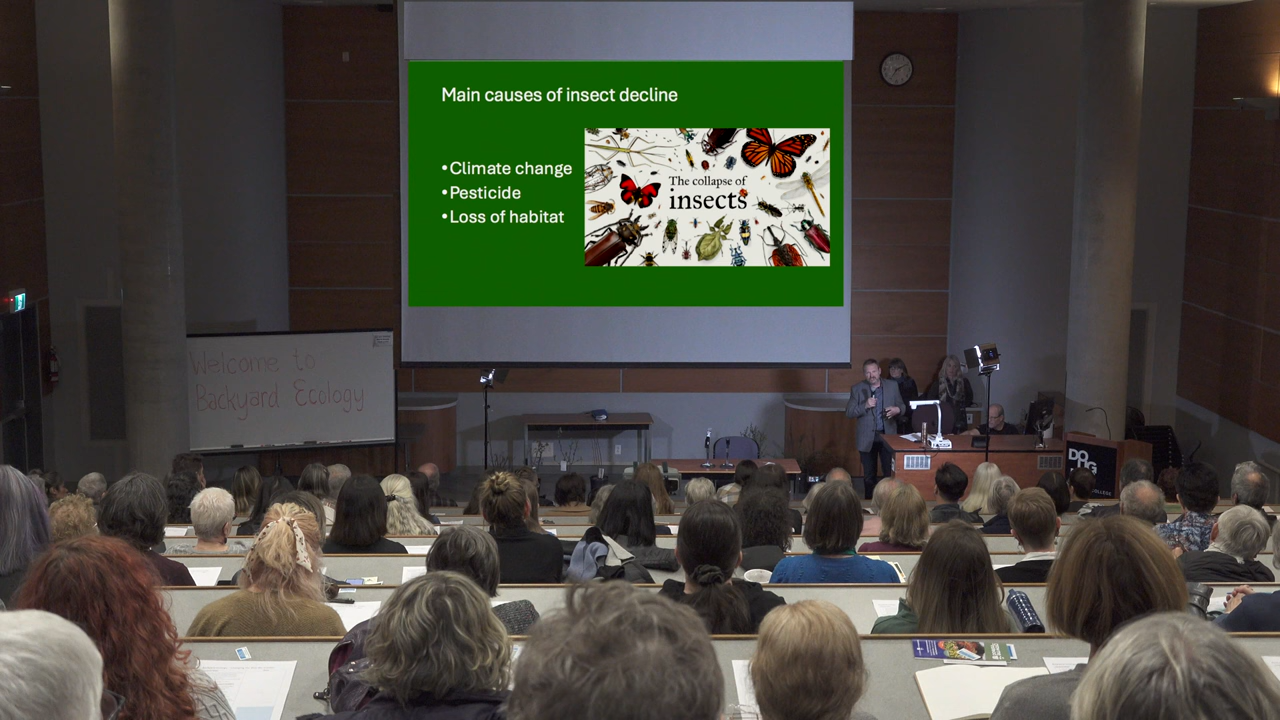 Main causes of insect decline
•Climate change
•Pesticide
•Loss of habitat
The collapse of
insects
Welcome to
Backyard Ecology
COLLEGE